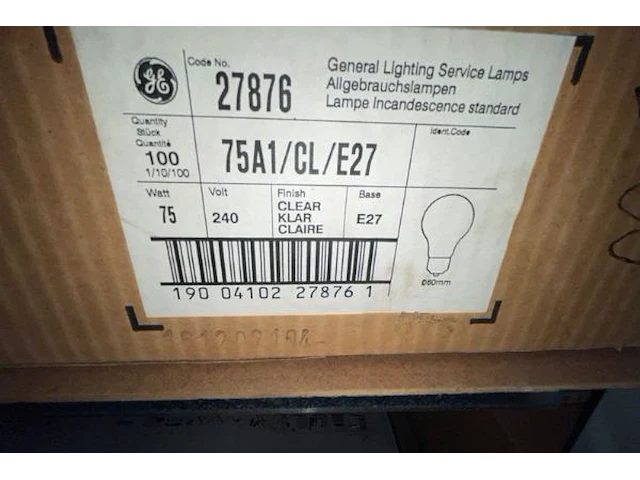 GE
Code No.
27876
General Lighting Service Lamps
Allgebrauchslampen
Lampe Incandescence standard
Quantity
Stück
Quantité
100
1/10/100
75A1/CL/E27
Ident.Code
Watt
75
Volt
240
Finish
CLEAR
KLAR
CLAIRE
Base
E27
ø60mm
190 04102 27876 1